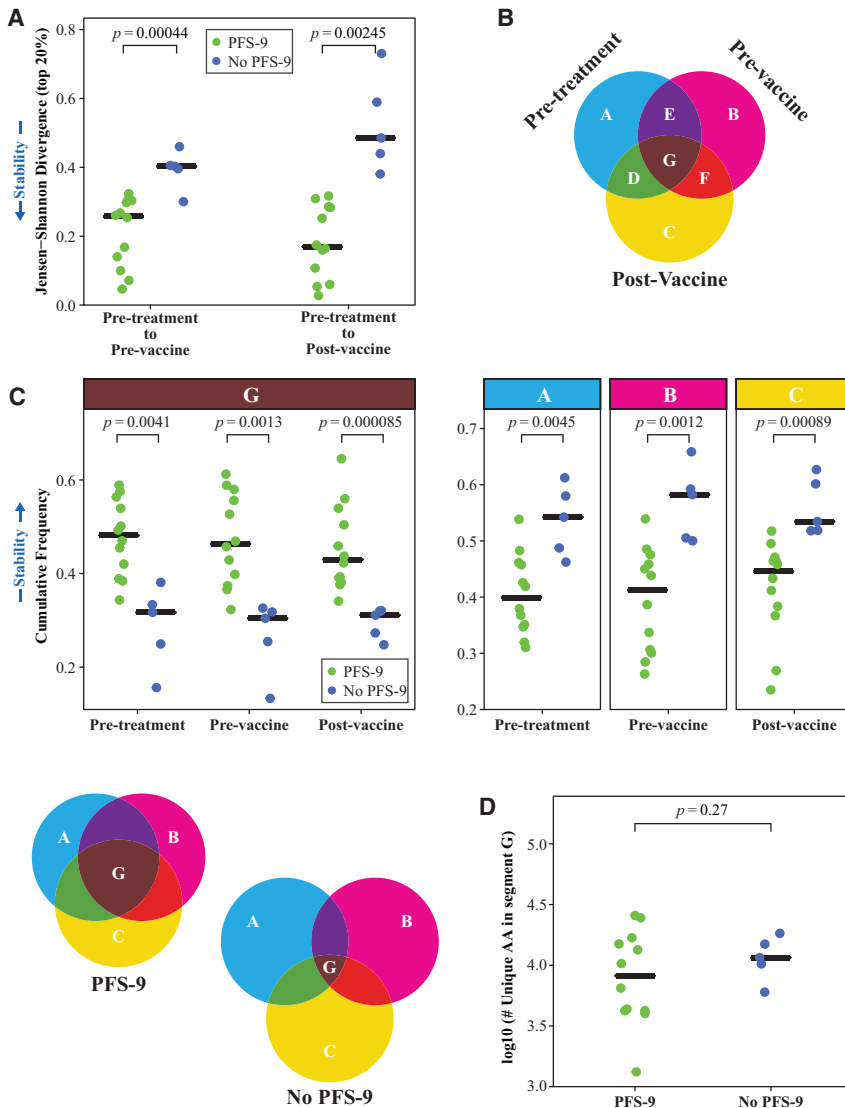 A
p = 0.00044
p = 0.00245
PFS-9
No PFS-9
Jensen–Shannon Divergence (top 20%)
Stability
0.8
0.6
0.4
0.2
0.0
Pre-treatment
to
Pre-vaccine
Pre-treatment
to
Post-vaccine
B
Pre-treatment
Pre-vaccine
A
E
B
G
D
F
C
Post-Vaccine
C
G
p = 0.0041
p = 0.0013
p = 0.000085
Cumulative Frequency
Stability
0.6
0.4
0.2
PFS-9
No PFS-9
Pre-treatment
Pre-vaccine
Post-vaccine
A
B
C
p = 0.0045
p = 0.0012
p = 0.00089
0.7
0.6
0.5
0.4
0.3
0.2
Pre-treatment
Pre-vaccine
Post-vaccine
A
B
G
C
PFS-9
A
B
G
C
No PFS-9
D
p = 0.27
log10 (# Unique AA in segment G)
5.0
4.5
4.0
3.5
3.0
PFS-9
No PFS-9